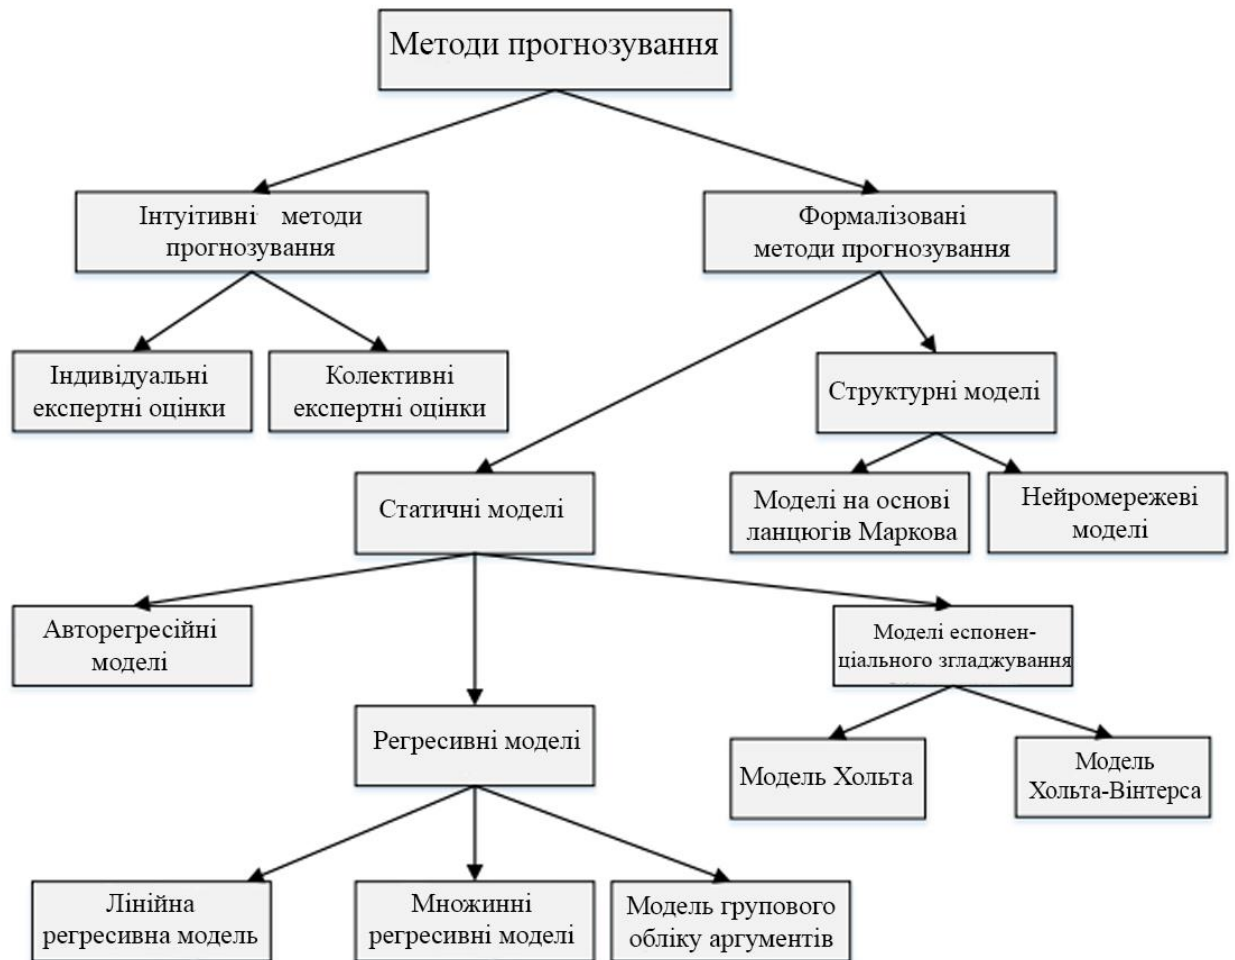 Методи прогнозування
Інтуїтивні методи
прогнозування
Формалізовані
методи прогнозування
Індивідуальні
експертні оцінки
Колективні
експертні оцінки
Структурні моделі
Статичні моделі
Моделі на основі
ланцюгів Маркова
Нейромережеві
моделі
Авторегресійні
моделі
Моделі еспонен-
ціального згладжування
Регресивні моделі
Модель Хольта
Модель
Хольта-Вінтерса
Лінійна
регресивна модель
Множинні
регресивні моделі
Модель групового
обліку аргументів